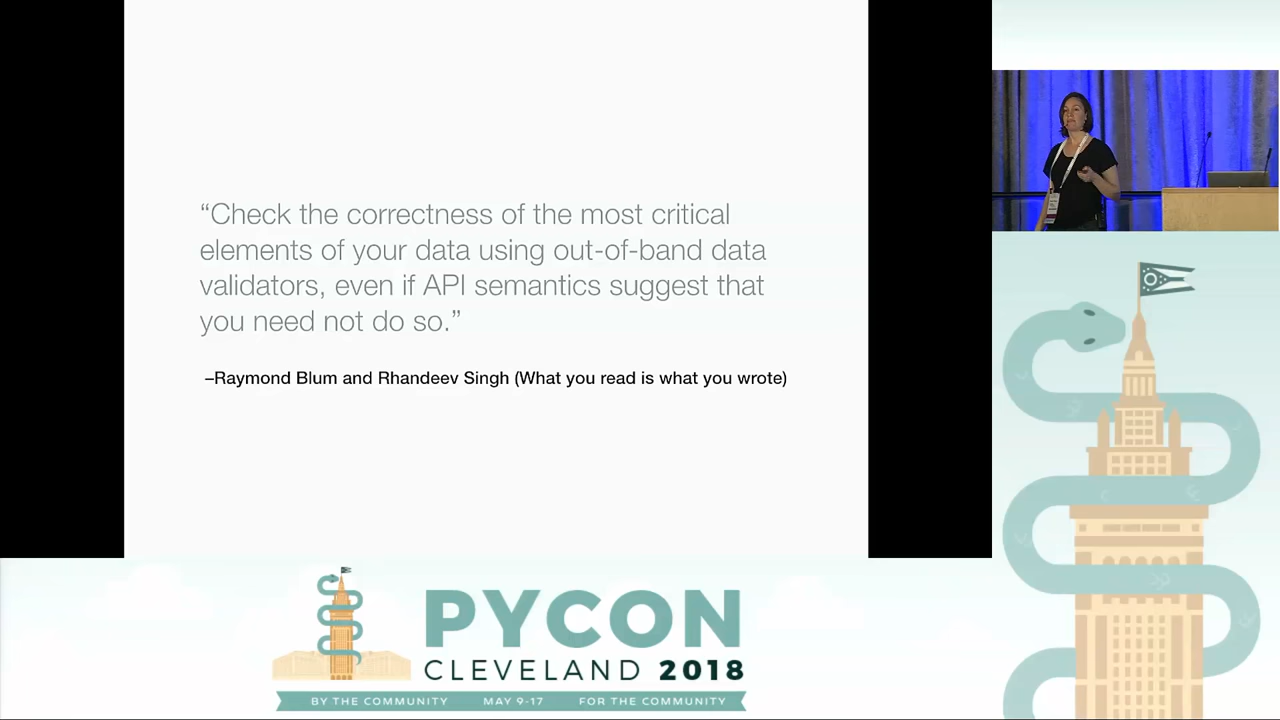 “Check the correctness of the most critical
elements of your data using out-of-band data
validators, even if API semantics suggest that
you need not do so.”
–Raymond Blum and Rhandeev Singh (What you read is what you wrote)
PYCON
CLEVELAND 2018
BY THE COMMUNITY MAY 9-17 FOR THE COMMUNITY